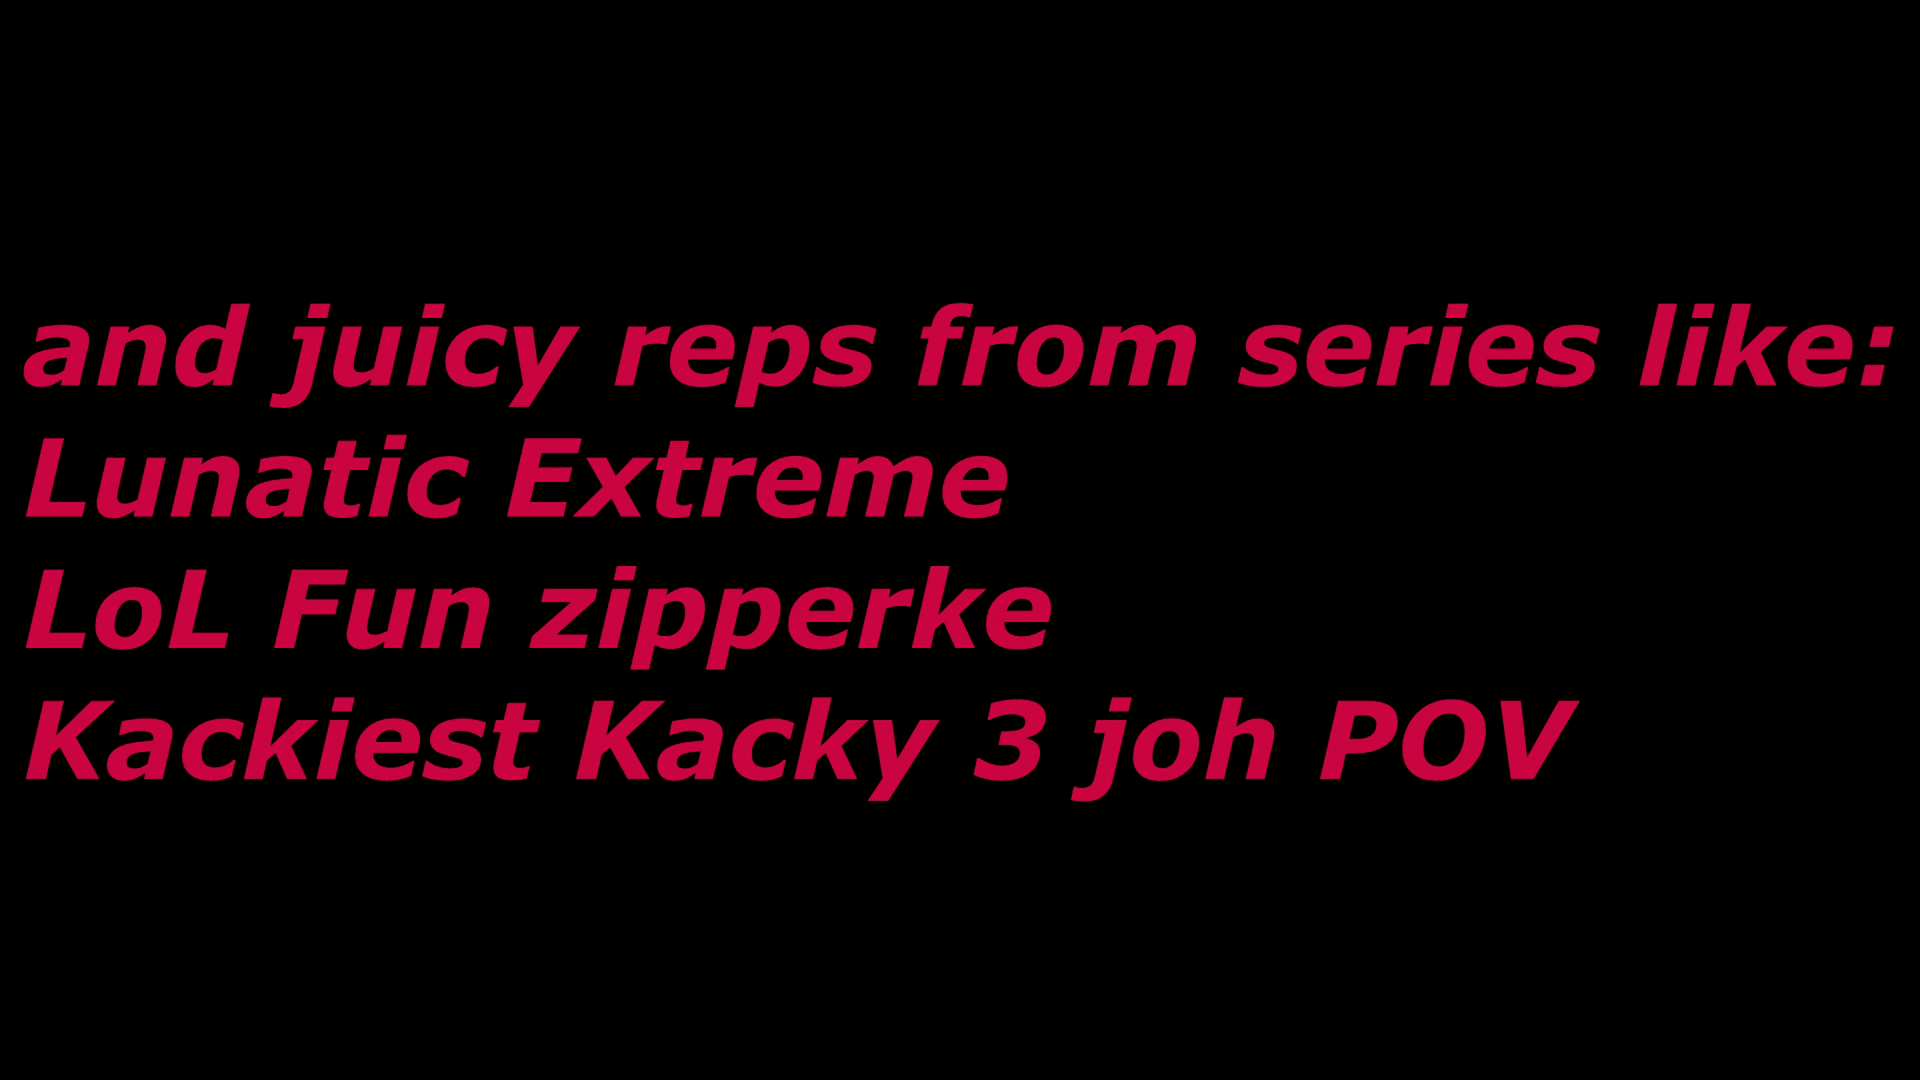 and juicy reps from series like:
Lunatic Extreme
LoL Fun zipperke
Kackiest Kacky 3 joh POV